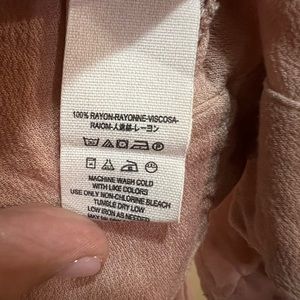 100% RAYON-RAYONNE-VISCOSA-
RAIOM-人造絲-レーヨン
MACHINE WASH COLD
WITH LIKE COLORS
USE ONLY NON-CHLORINE BLEACH
TUMBLE DRY LOW
LOW IRON AS NEEDED